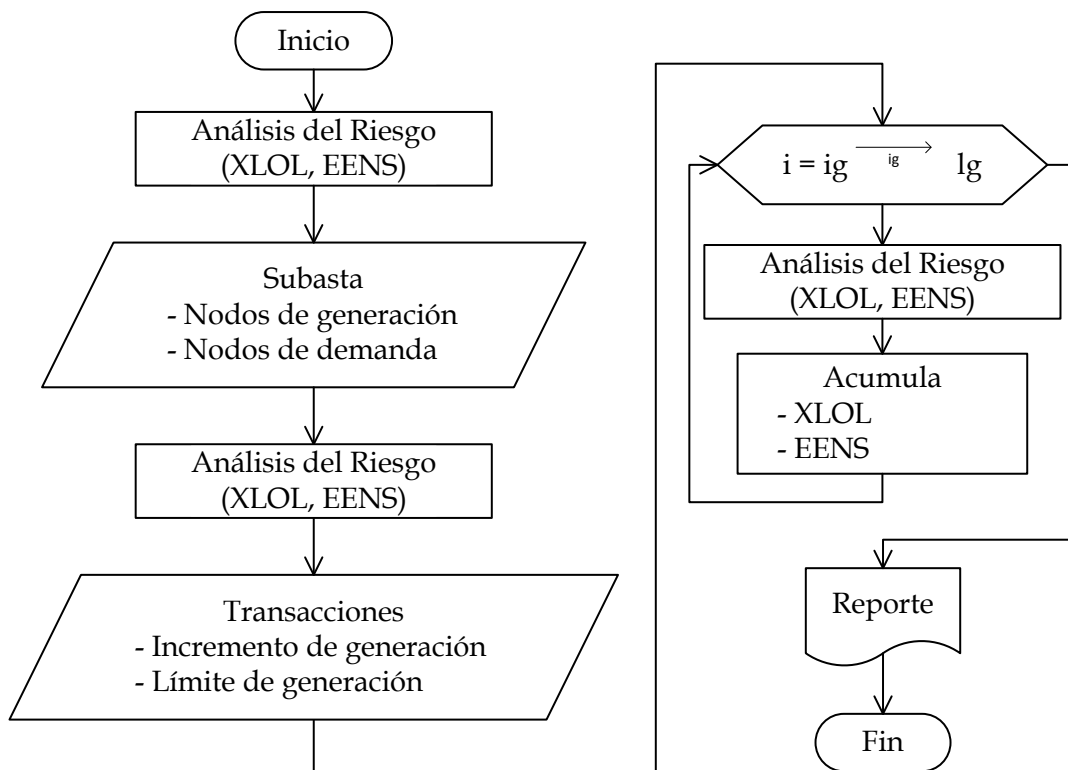 Inicio
Análisis del Riesgo
(XLOL, EENS)
Subasta
- Nodos de generación
- Nodos de demanda
Análisis del Riesgo
(XLOL, EENS)
Transacciones
- Incremento de generación
- Límite de generación
i = ig ig lg
Análisis del Riesgo
(XLOL, EENS)
Acumula
- XLOL
- EENS
Reporte
Fin